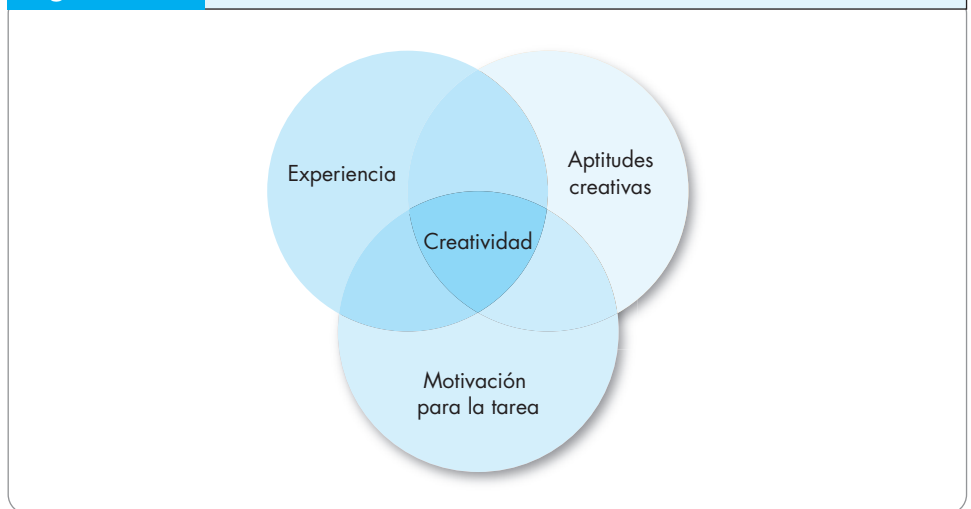 Experiencia
Aptitudes
creativas
Creatividad
Motivación
para la tarea